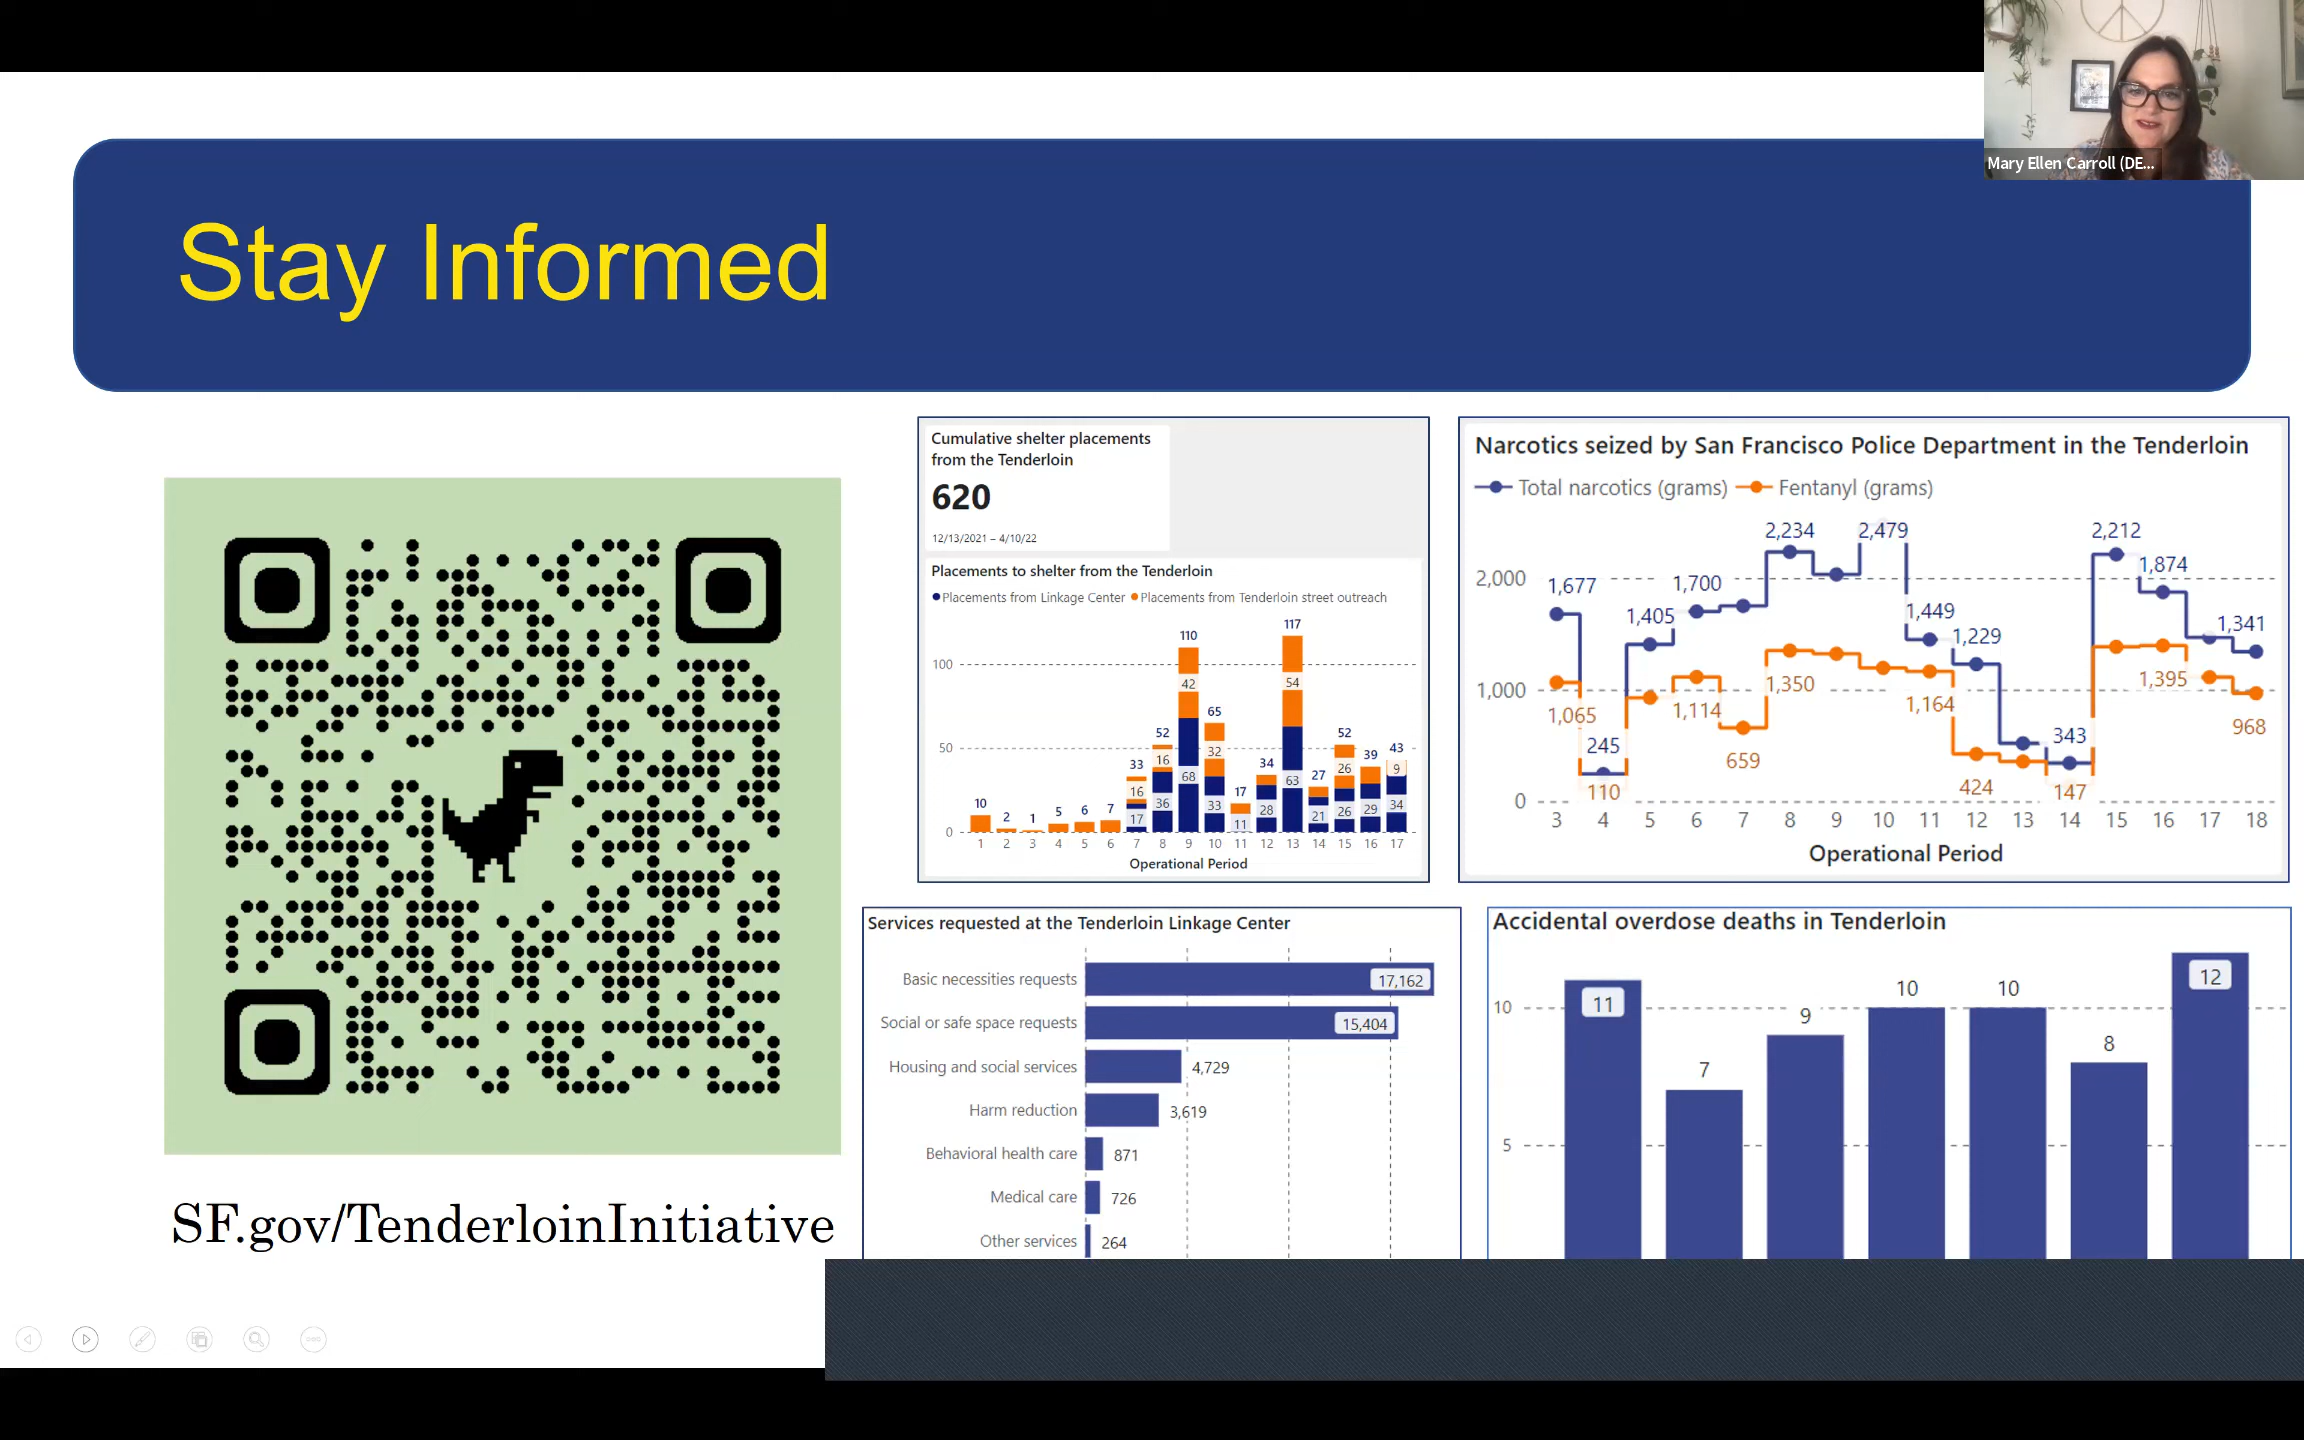 Mary Ellen Carroll (DE...
Stay Informed
SF.gov/TenderloinInitiative
Cumulative shelter placements
from the Tenderloin
620
12/13/2021 – 4/10/22
Placements to shelter from the Tenderloin
Placements from Linkage Center Placements from Tenderloin street outreach
100
50
0
10 2 1 5 6 7 33 52 110 65 17 34 117 27 52 39 43
16 16 42 32 54 26 9
17 36 68 33 11 28 63 21 26 29 34
1 2 3 4 5 6 7 8 9 10 11 12 13 14 15 16 17
Operational Period
Narcotics seized by San Francisco Police Department in the Tenderloin
Total narcotics (grams) Fentanyl (grams)
2,000
1,000
0
1,677 245 1,405 1,700 2,234 2,479 1,449 1,229 343 2,212 1,874 1,341
1,065 110 1,114 659 1,350 1,164 424 147 1,395 968
3 4 5 6 7 8 9 10 11 12 13 14 15 16 17 18
Operational Period
Services requested at the Tenderloin Linkage Center
Basic necessities requests 17,162
Social or safe space requests 15,404
Housing and social services 4,729
Harm reduction 3,619
Behavioral health care 871
Medical care 726
Other services 264
Accidental overdose deaths in Tenderloin
10
5
11 7 9 10 10 8 12